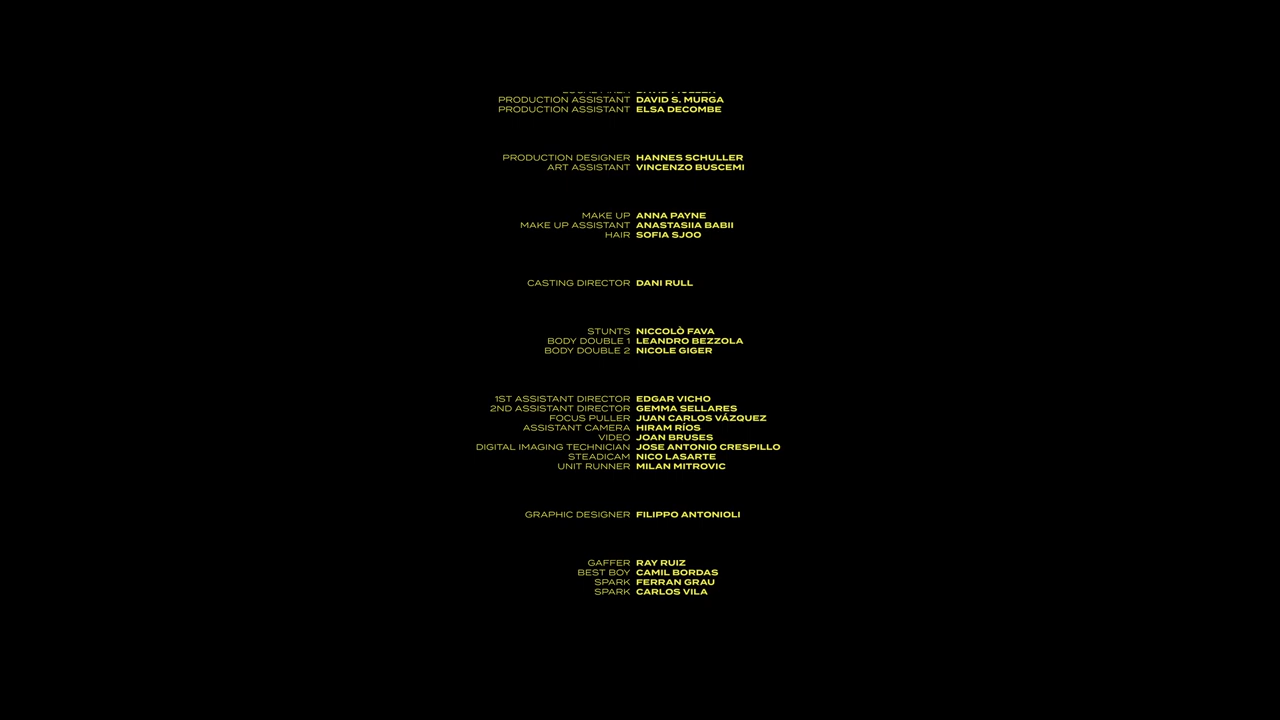 PRODUCTION ASSISTANT DAVID S. MURGA
PRODUCTION ASSISTANT ELSA DECOMBE
PRODUCTION DESIGNER HANNES SCHULLER
ART ASSISTANT VINCENZO BUSCEMI
MAKE UP ANNA PAYNE
MAKE UP ASSISTANT ANASTASIIA BABII
HAIR SOFIA SJOO
CASTING DIRECTOR DANI RULL
STUNTS NICCOLÒ FAVA
BODY DOUBLE 1 LEANDRO BEZZOLA
BODY DOUBLE 2 NICOLE GIGER
1ST ASSISTANT DIRECTOR EDGAR VICHO
2ND ASSISTANT DIRECTOR GEMMA SELLARES
FOCUS PULLER JUAN CARLOS VÁZQUEZ
ASSISTANT CAMERA HIRAM RÍOS
VIDEO JOAN BRUSES
DIGITAL IMAGING TECHNICIAN JOSE ANTONIO CRESPILLO
STEADICAM NICO LASARTE
UNIT RUNNER MILAN MITROVIC
GRAPHIC DESIGNER FILIPPO ANTONIOLI
GAFFER RAY RUIZ
BEST BOY CAMIL BORDAS
SPARK FERRAN GRAU
SPARK CARLOS VILA